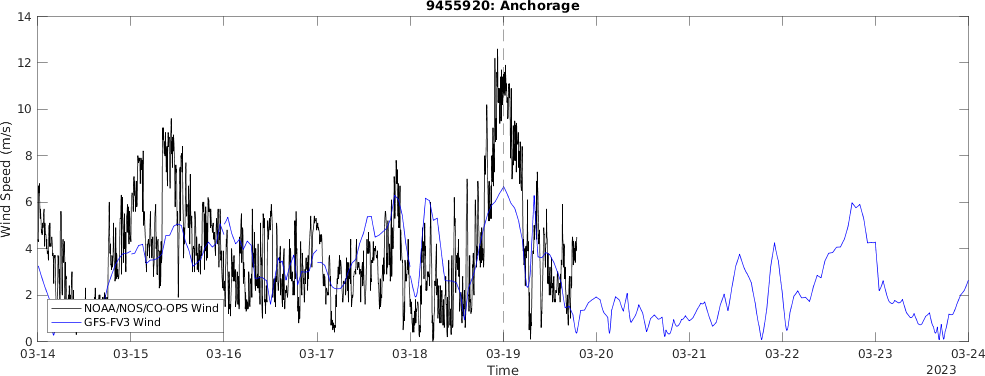 9455920: Anchorage
14
12
10
8
6
4
2
0
Wind Speed (m/s)
NOAA/NOS/CO-OPS Wind
GFS-FV3 Wind
03-14 03-15 03-16 03-17 03-18 03-19 03-20 03-21 03-22 03-23 03-24
Time
2023